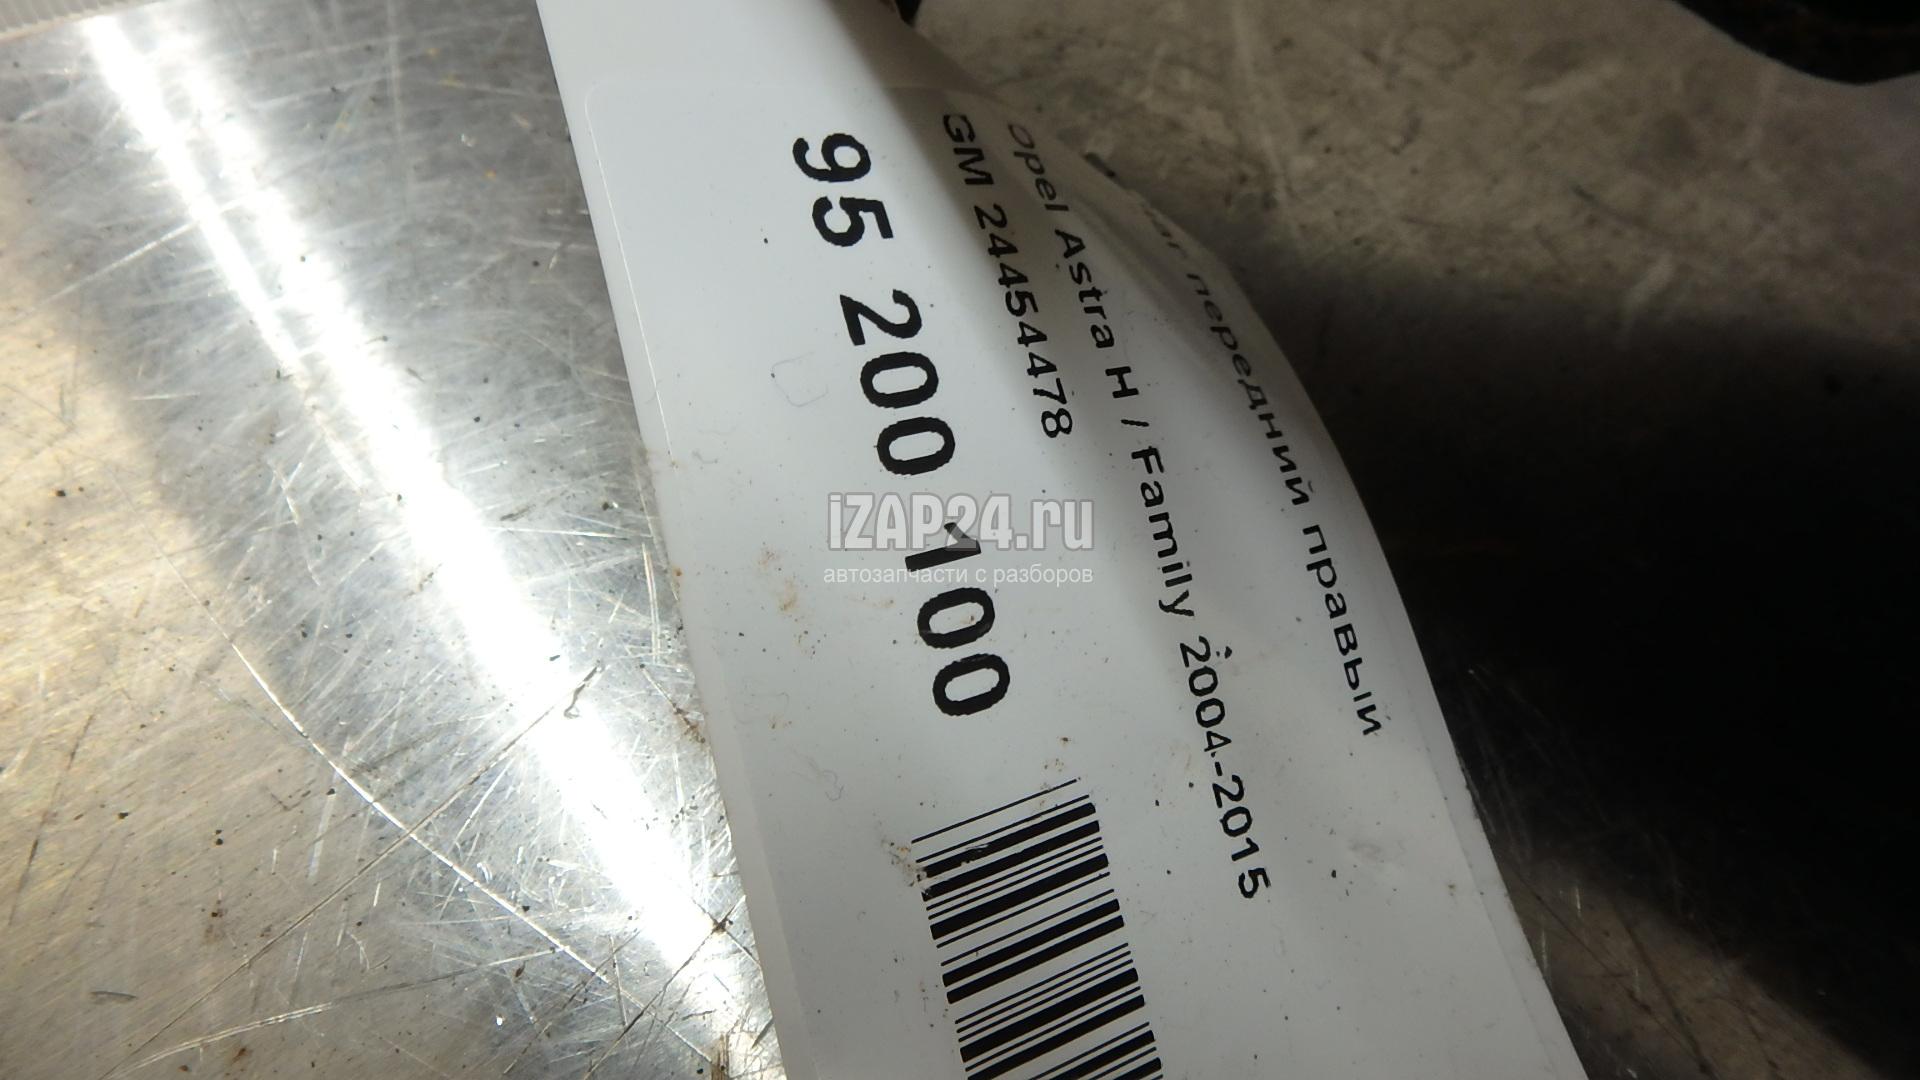 передний правый
Opel Astra H / Family 2004-2015
GM 24454478
95 200 100
iZAP24.ru
автозапчасти с разборов